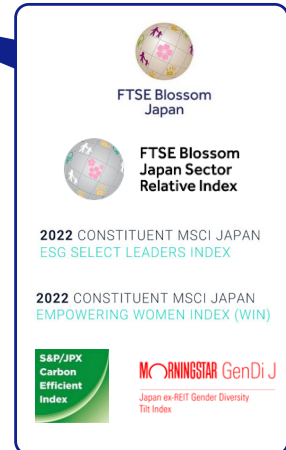 FTSE Blossom
Japan
FTSE Blossom
Japan Sector
Relative Index
2022 CONSTITUENT MSCI JAPAN
ESG SELECT LEADERS INDEX
2022 CONSTITUENT MSCI JAPAN
EMPOWERING WOMEN INDEX (WIN)
S&P/JPX
Carbon
Efficient
Index
MORNINGSTAR GenDi J
Japan ex-REIT Gender Diversity
Tilt Index